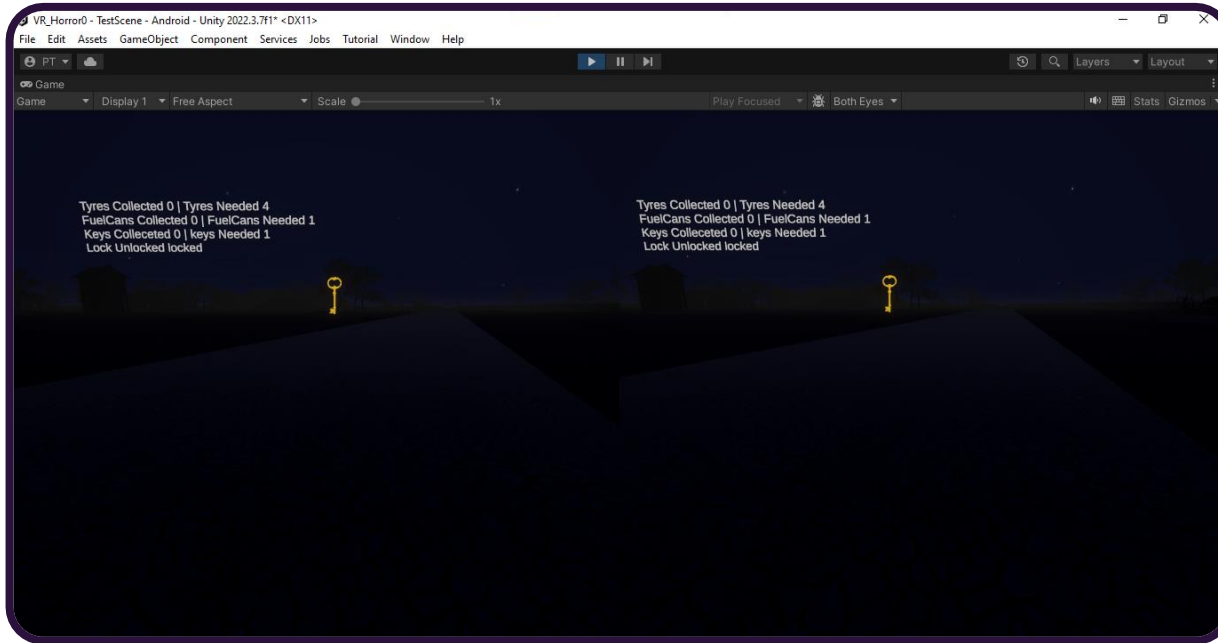 VR_Horror0 - TestScene - Android - Unity 2022.3.7f1* <DX11>
File Edit Assets GameObject Component Services Jobs Tutorial Window Help
PT Layers Layout
Game
Game Display 1 Free Aspect Scale 1x Play Focused Both Eyes Stats Gizmos
Tyres Collected 0 | Tyres Needed 4
FuelCans Collected 0 | FuelCans Needed 1
Keys Colleceted 0 | keys Needed 1
Lock Unlocked locked
Tyres Collected 0 | Tyres Needed 4
FuelCans Collected 0 | FuelCans Needed 1
Keys Colleceted 0 | keys Needed 1
Lock Unlocked locked